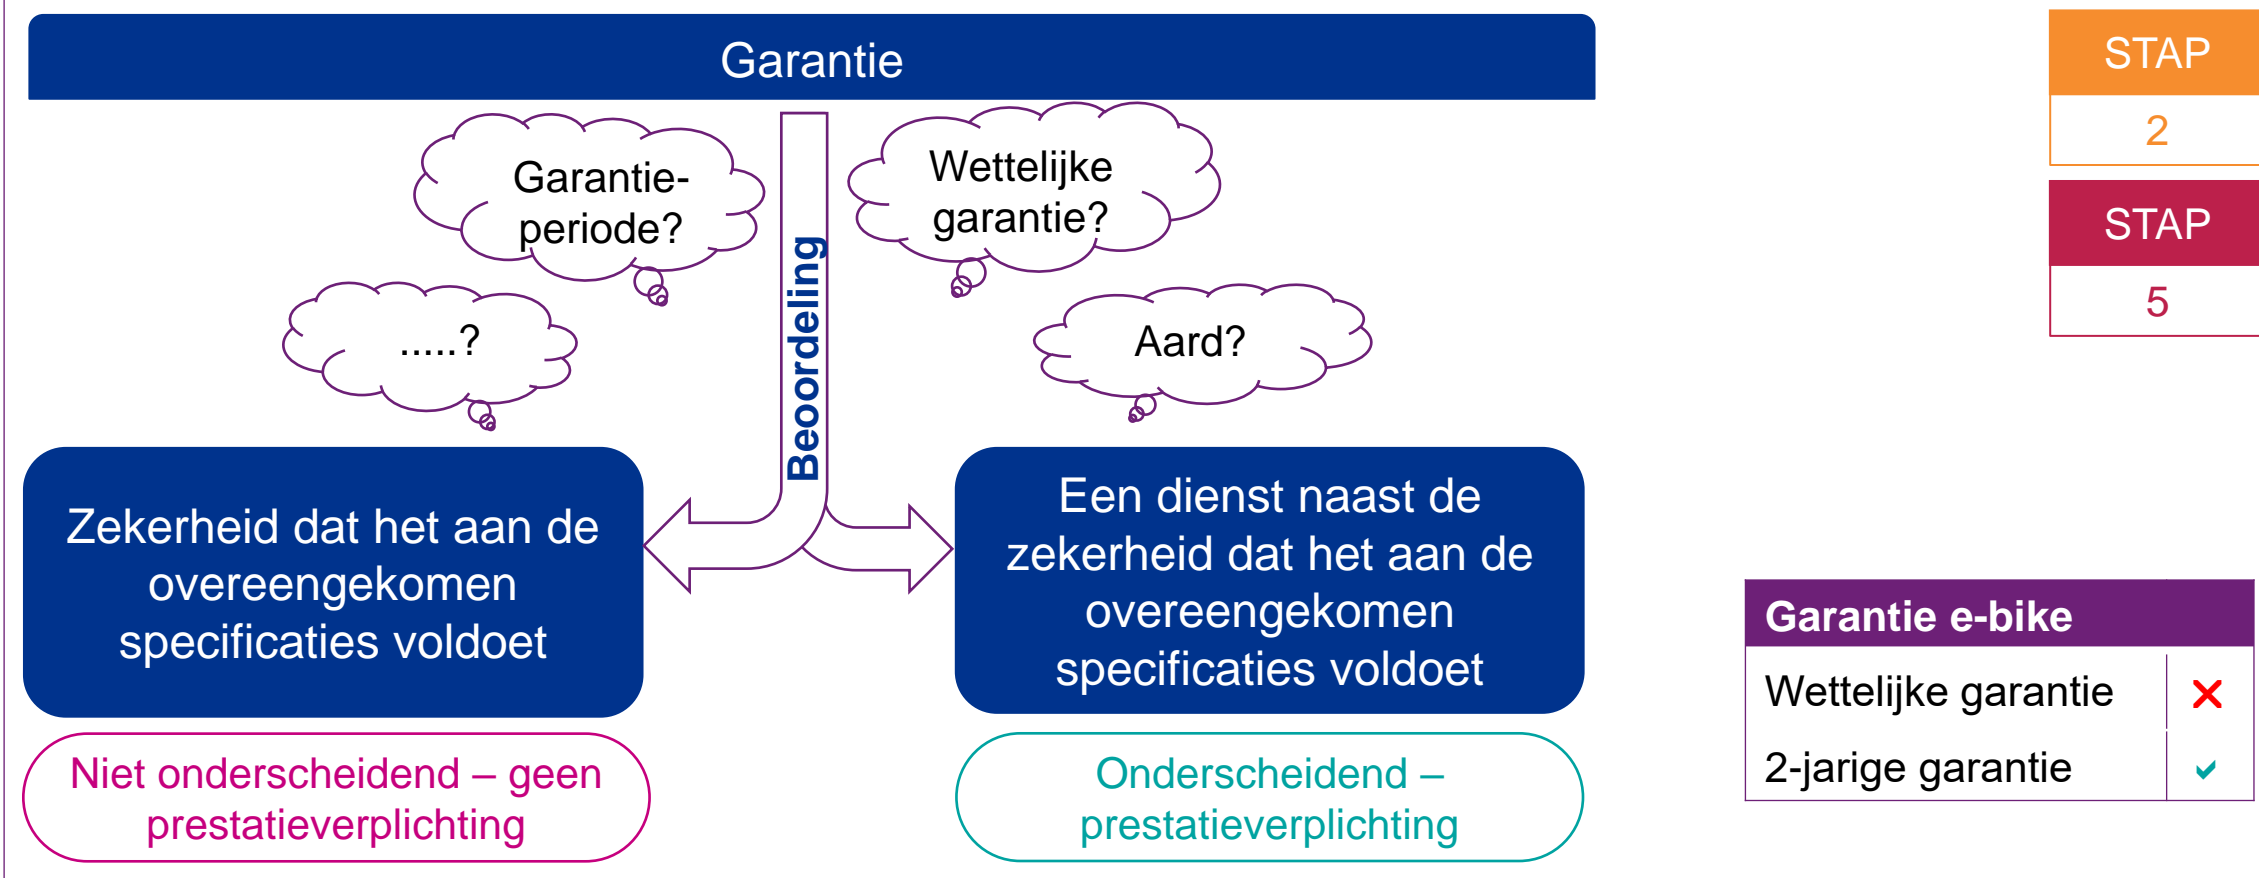 Garantie
STAP
2
STAP
5
Garantie-
periode?
Wettelijke
garantie?
.....?
Aard?
Beoordeling
Zekerheid dat het aan de
overeengekomen
specificaties voldoet
Een dienst naast de
zekerheid dat het aan de
overeengekomen
specificaties voldoet
Niet onderscheidend – geen
prestatieverplichting
Onderscheidend –
prestatieverplichting
Garantie e-bike
Wettelijke garantie
2-jarige garantie